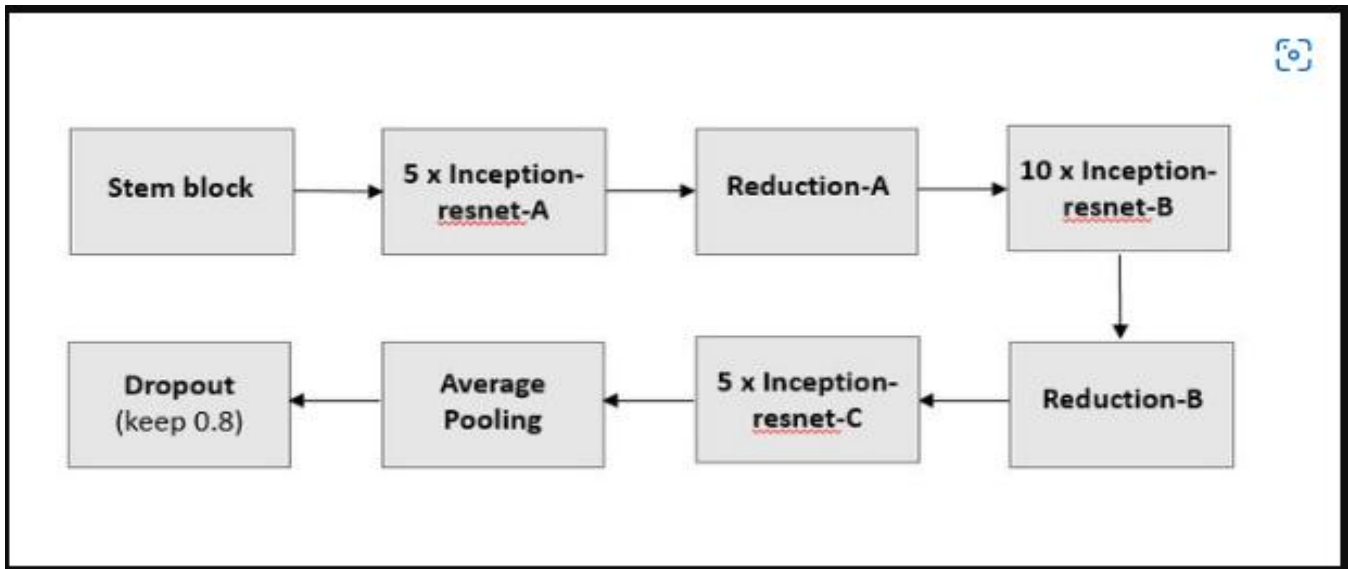 Stem block
5 x Inception-
resnet-A
Reduction-A
10 x Inception-
resnet-B
Reduction-B
5 x Inception-
resnet-C
Average
Pooling
Dropout
(keep 0.8)